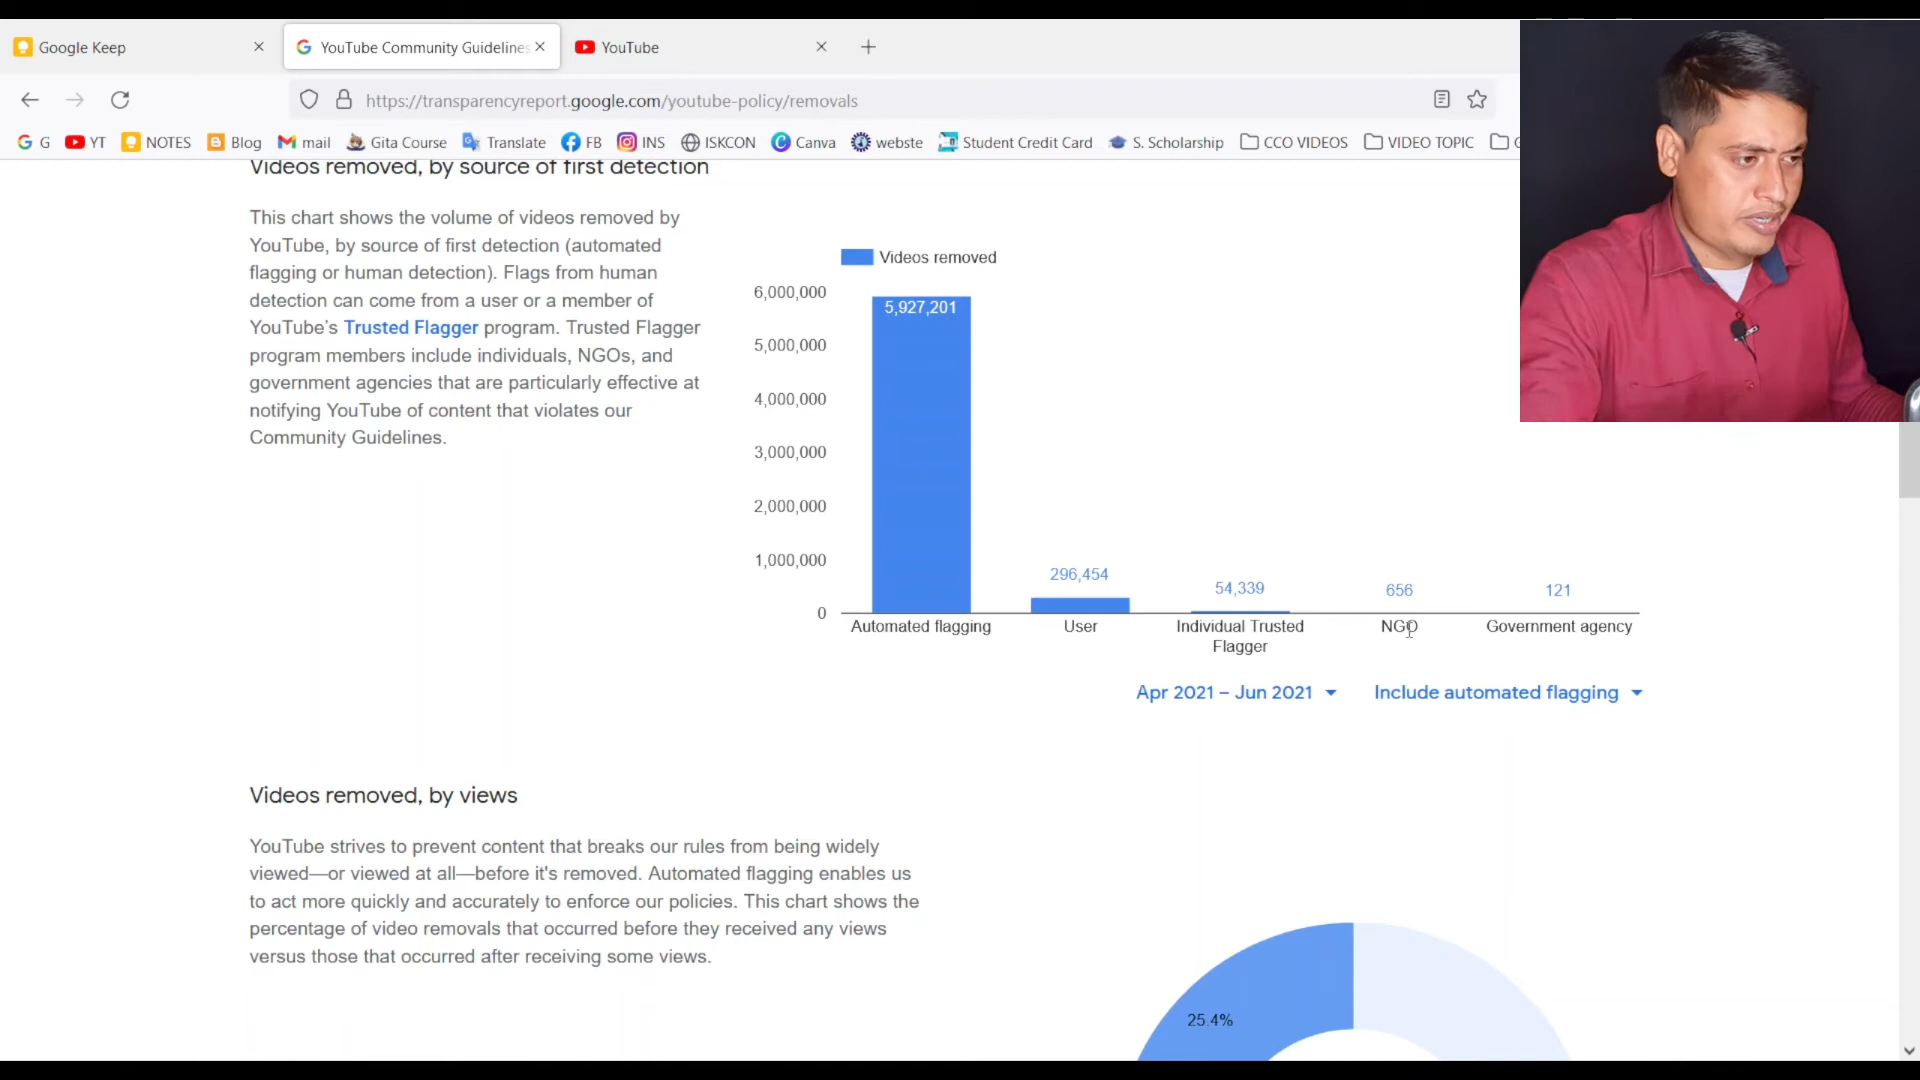 Google Keep
YouTube Community Guidelines
YouTube
https://transparencyreport.google.com/youtube-policy/removals
G
YT
NOTES
Blog
mail
Gita Course
Translate
FB
INS
ISKCON
Canva
webste
Student Credit Card
S. Scholarship
CCO VIDEOS
VIDEO TOPIC
Videos removed, by source of first detection
This chart shows the volume of videos removed by
YouTube, by source of first detection (automated
flagging or human detection). Flags from human
detection can come from a user or a member of
YouTube's Trusted Flagger program. Trusted Flagger
program members include individuals, NGOs, and
government agencies that are particularly effective at
notifying YouTube of content that violates our
Community Guidelines.
Videos removed
6,000,000
5,000,000
4,000,000
3,000,000
2,000,000
1,000,000
0
5,927,201
296,454
54,339
656
121
Automated flagging
User
Individual Trusted
Flagger
NGO
Government agency
Apr 2021 – Jun 2021
Include automated flagging
Videos removed, by views
YouTube strives to prevent content that breaks our rules from being widely
viewed—or viewed at all—before it's removed. Automated flagging enables us
to act more quickly and accurately to enforce our policies. This chart shows the
percentage of video removals that occurred before they received any views
versus those that occurred after receiving some views.
25.4%